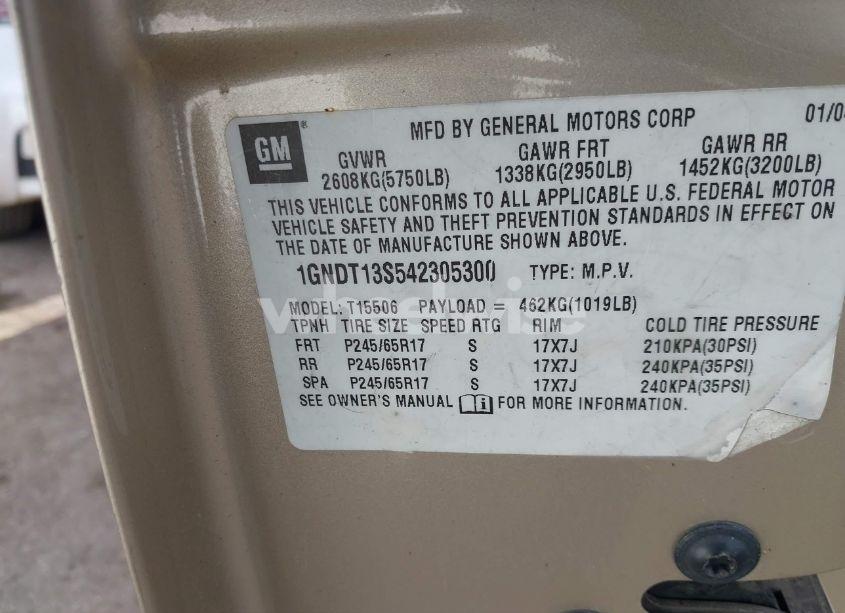 GM ® MFD BY GENERAL MOTORS CORP 01/0
GVWR GAWR FRT GAWR RR
2608KG(5750LB) 1338KG(2950LB) 1452KG(3200LB)
THIS VEHICLE CONFORMS TO ALL APPLICABLE U.S. FEDERAL MOTOR
VEHICLE SAFETY AND THEFT PREVENTION STANDARDS IN EFFECT ON
THE DATE OF MANUFACTURE SHOWN ABOVE.
1GNDT13S542305300 TYPE: M.P.V.
MODEL: T15506 PAYLOAD = 462KG(1019LB)
TPNH TIRE SIZE SPEED RTG RIM COLD TIRE PRESSURE
FRT P245/65R17 S 17X7J 210KPA(30PSI)
RR P245/65R17 S 17X7J 240KPA(35PSI)
SPA P245/65R17 S 17X7J 240KPA(35PSI)
SEE OWNER'S MANUAL FOR MORE INFORMATION.